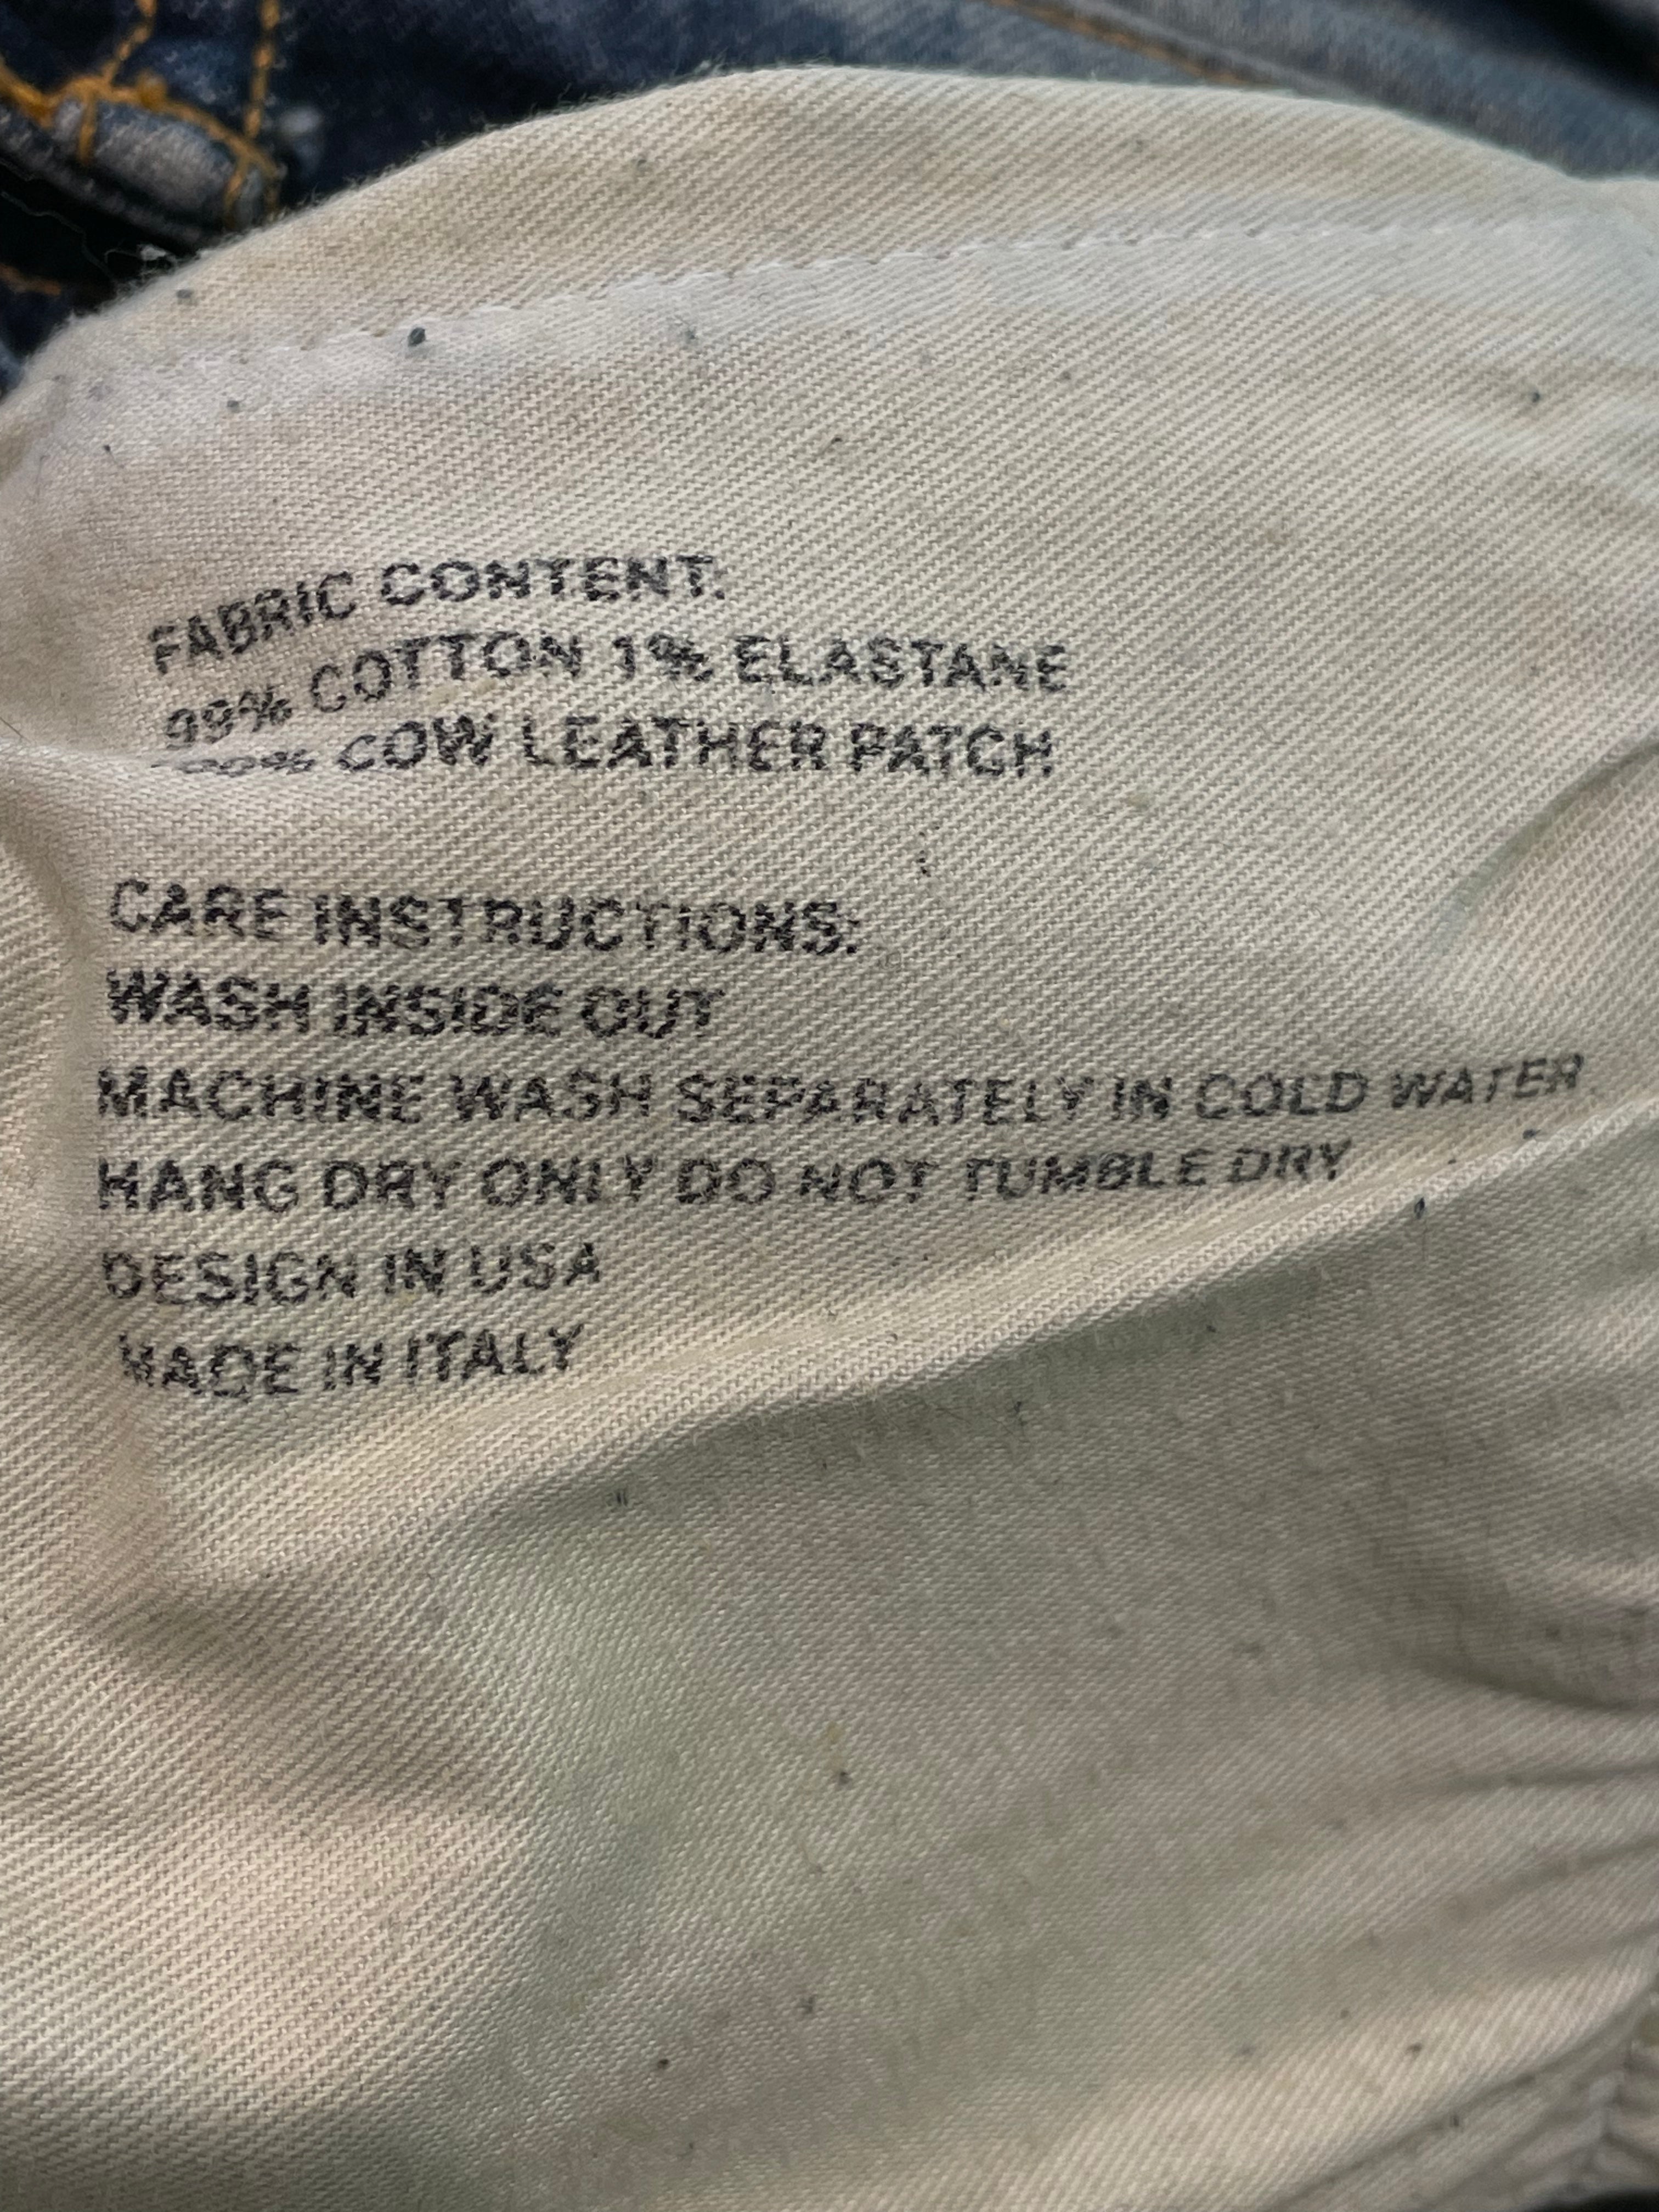 FABRIC CONTENT:
99% COTTON 1% ELASTANE
100% COW LEATHER PATCH
CARE INSTRUCTIONS:
WASH INSIDE OUT
MACHINE WASH SEPARATELY IN COLD WATER
HANG DRY ONLY DO NOT TUMBLE DRY
DESIGN IN USA
MADE IN ITALY